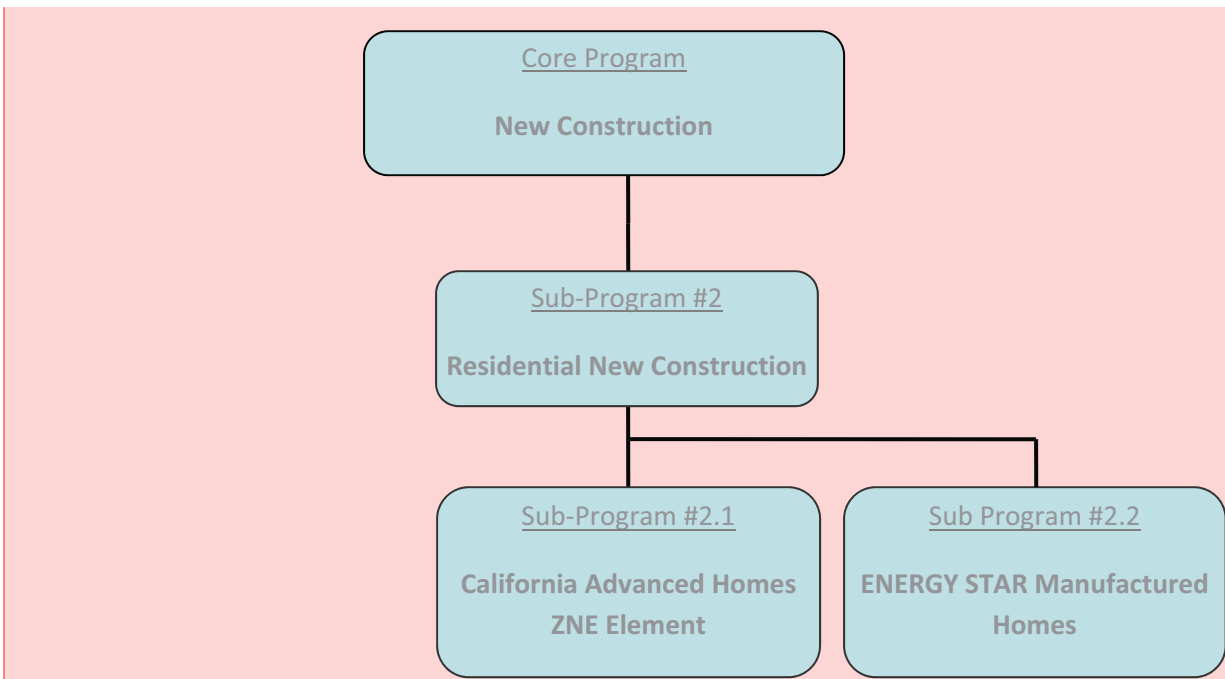 Core Program
New Construction
Sub-Program #2
Residential New Construction
Sub-Program #2.1
California Advanced Homes
ZNE Element
Sub Program #2.2
ENERGY STAR Manufactured
Homes